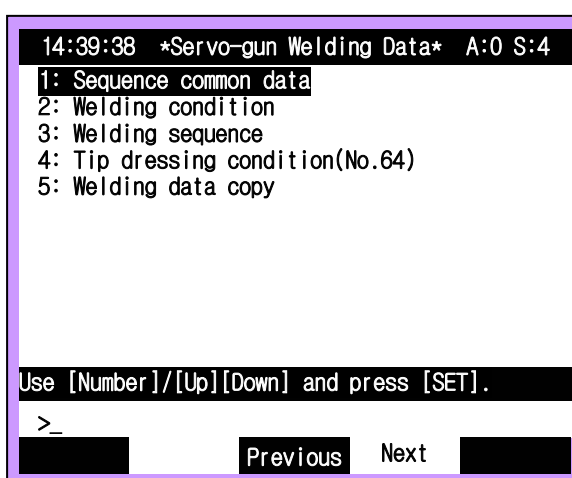 14:39:38 *Servo-gun Welding Data* A:0 S:4
1: Sequence common data
2: Welding condition
3: Welding sequence
4: Tip dressing condition(No.64)
5: Welding data copy
Use [Number]/[Up][Down] and press [SET].
>_
Previous Next